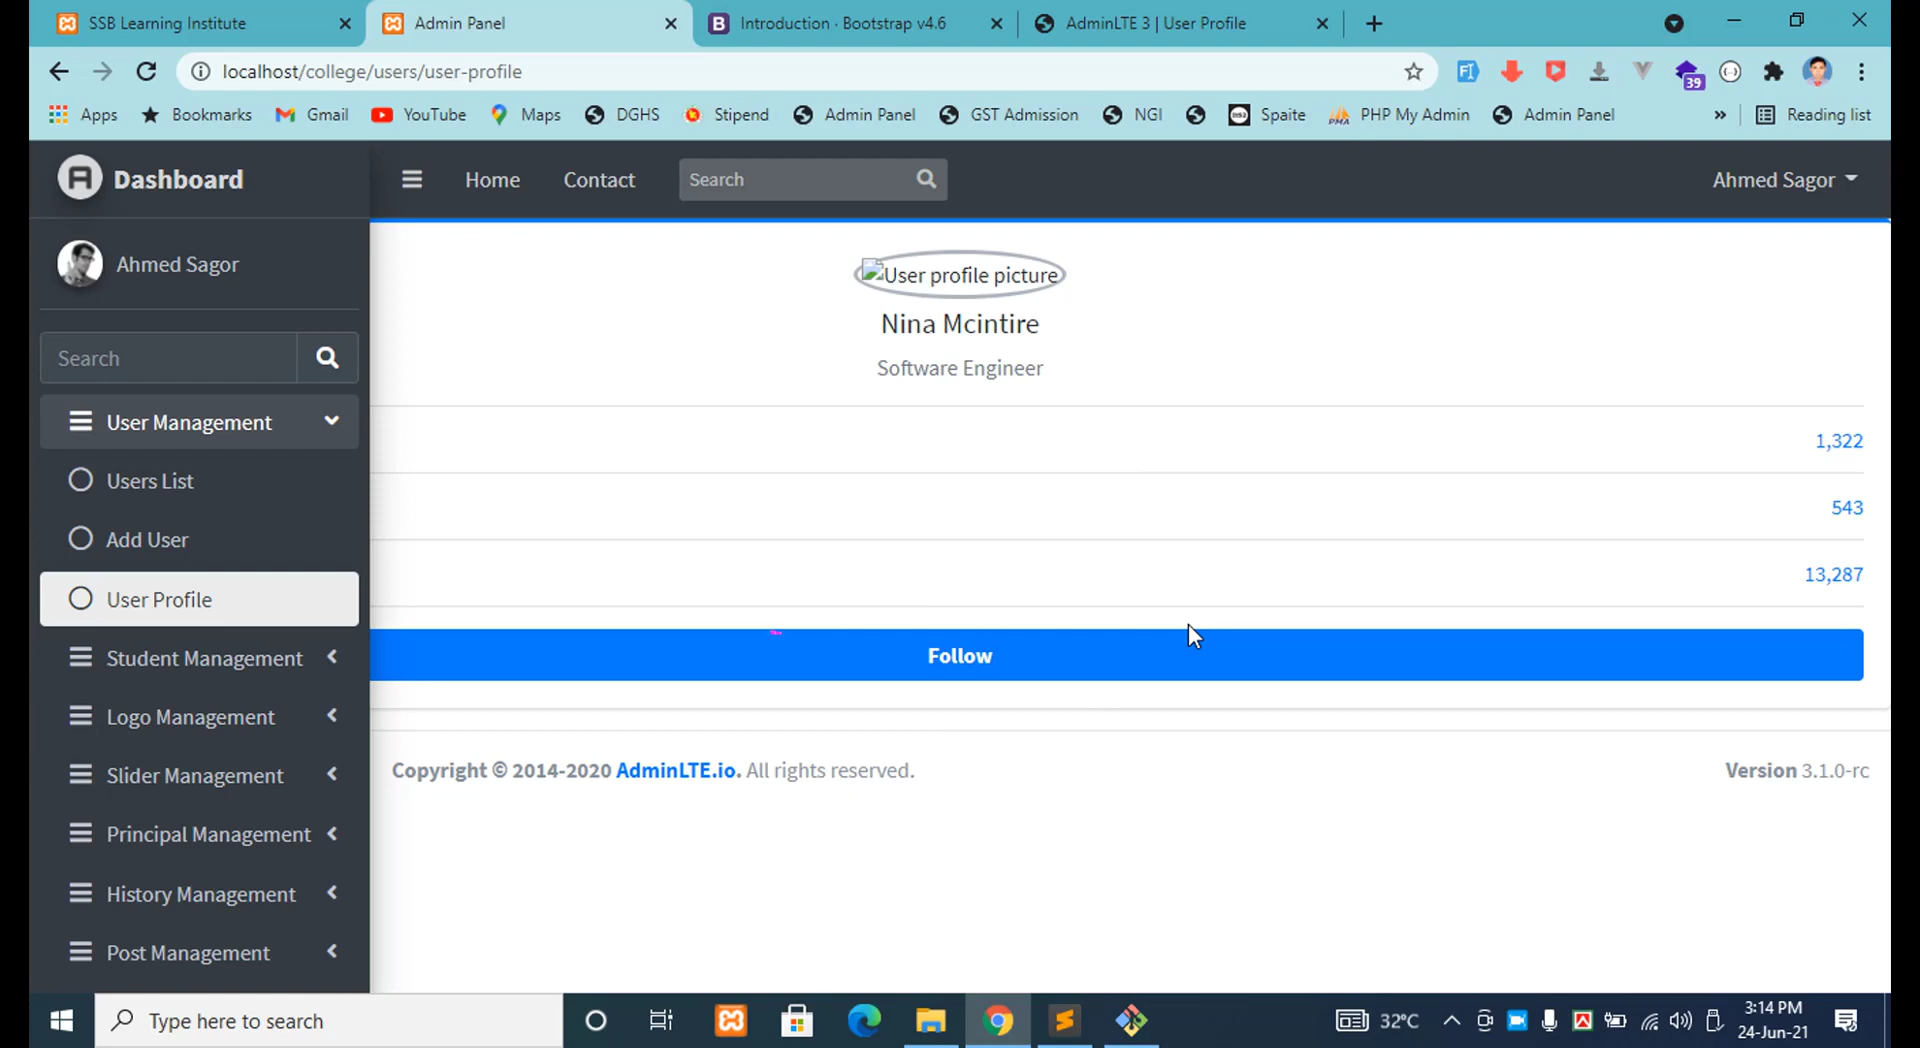 SSB Learning Institute
Admin Panel
Introduction · Bootstrap v4.6
AdminLTE 3 | User Profile
localhost/college/users/user-profile
39
Apps
Bookmarks
Gmail
YouTube
Maps
DGHS
Stipend
Admin Panel
GST Admission
NGI
Spaite
PHP My Admin
Admin Panel
»
Reading list
Dashboard
Home
Contact
Search
Ahmed Sagor
Ahmed Sagor
User profile picture
Nina Mcintire
Search
Software Engineer
User Management
1,322
Users List
543
Add User
13,287
User Profile
Follow
Student Management
Logo Management
Copyright © 2014-2020 AdminLTE.io. All rights reserved.
Version 3.1.0-rc
Slider Management
Principal Management
History Management
Post Management
Type here to search
32°C
3:14 PM
24-Jun-21